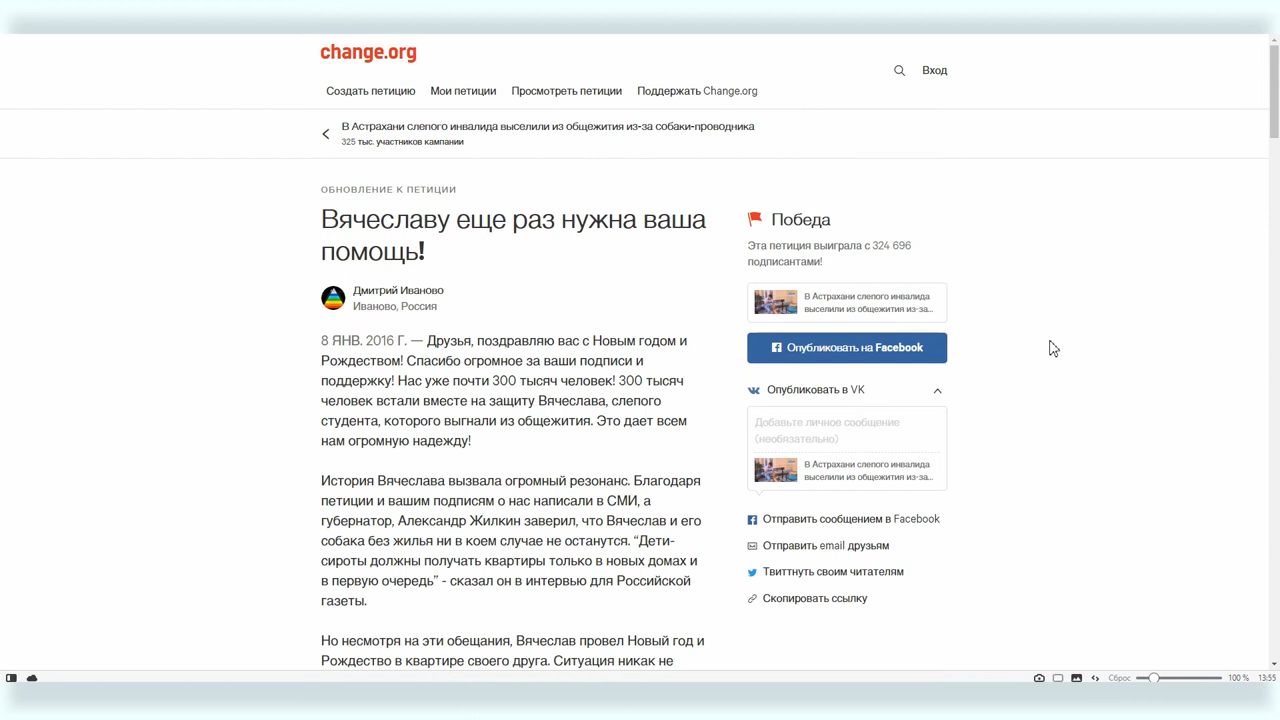 change.org
Вход
Создать петицию Мои петиции Просмотреть петиции Поддержать Change.org
В Астрахани слепого инвалида выселили из общежития из-за собаки-проводника
325 тыс. участников кампании
ОБНОВЛЕНИЕ К ПЕТИЦИИ
Вячеславу еще раз нужна ваша
помощь!
Дмитрий Иваново
Иваново, Россия
8 ЯНВ. 2016 Г. — Друзья, поздравляю вас с Новым годом и
Рождеством! Спасибо огромное за ваши подписи и
поддержку! Нас уже почти 300 тысяч человек! 300 тысяч
человек встали вместе на защиту Вячеслава, слепого
студента, которого выгнали из общежития. Это дает всем
нам огромную надежду!
История Вячеслава вызвала огромный резонанс. Благодаря
петиции и вашим подписям о нас написали в СМИ, а
губернатор, Александр Жилкин заверил, что Вячеслав и его
собака без жилья ни в коем случае не останутся. “Дети-
сироты должны получать квартиры только в новых домах и
в первую очередь” - сказал он в интервью для Российской
газеты.
Но несмотря на эти обещания, Вячеслав провел Новый год и
Рождество в квартире своего друга. Ситуация никак не
Победа
Эта петиция выиграла с 324 696
подписантами!
В Астрахани слепого инвалида
выселили из общежития из-за...
Опубликовать на Facebook
Опубликовать в VK
Добавьте личное сообщение
(необязательно)
В Астрахани слепого инвалида
выселили из общежития из-за...
Отправить сообщением в Facebook
Отправить email друзьям
Твиттнуть своим читателям
Скопировать ссылку
Сброс 100 % 13:55